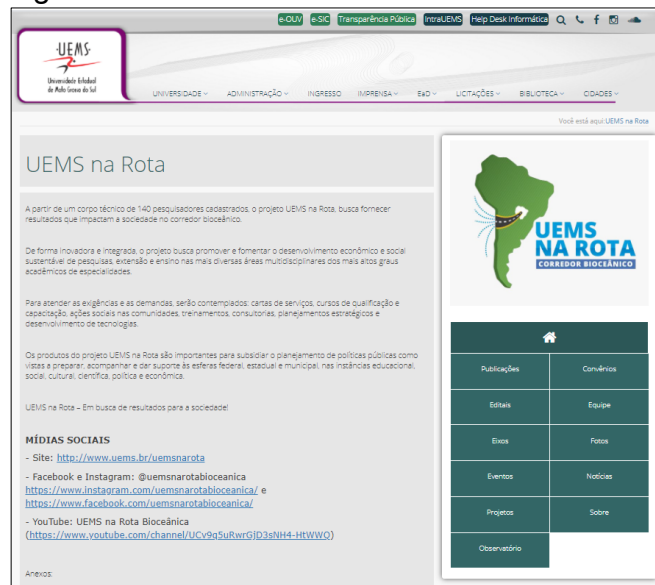 e-OUV e-SIC Transparência Pública IntraUEMS Help Desk Informática
UEMS
Universidade Estadual
de Mato Grosso do Sul
UNIVERSIDADE ADMINISTRAÇÃO INGRESSO IMPRENSA EaD LICITAÇÕES BIBLIOTECA CIDADES
Você está aqui: UEMS na Rota
UEMS na Rota
A partir de um corpo técnico de 140 pesquisadores cadastrados, o projeto UEMS na Rota, busca fornecer
resultados que impactam a sociedade no corredor bioceânico.
De forma inovadora e integrada, o projeto busca promover e fomentar o desenvolvimento econômico e social
sustentável de pesquisas, extensão e ensino nas mais diversas áreas multidisciplinares dos mais altos graus
acadêmicos de especialidades.
Para atender as exigências e as demandas, serão contemplados: cartas de serviços, cursos de qualificação e
capacitação, ações sociais nas comunidades, treinamentos, consultorias, planejamentos estratégicos e
desenvolvimento de tecnologias.
Os produtos do projeto UEMS na Rota são importantes para subsidiar o planejamento de políticas públicas como
vistas a preparar, acompanhar e dar suporte às esferas federal, estadual e municipal, nas instâncias educacional,
social, cultural, científica, política e econômica.
UEMS na Rota – Em busca de resultados para a sociedade!
MÍDIAS SOCIAIS
- Site: http://www.uems.br/uemsnarota
- Facebook e Instagram: @uemsnarotabioceanica
https://www.instagram.com/uemsnarotabioceanica/ e
https://www.facebook.com/uemsnarotabioceanica/
- YouTube: UEMS na Rota Bioceânica
(https://www.youtube.com/channel/UCv9q5uRwrGJD3sNH4-HtWWQ)
Anexos:
UEMS
NA ROTA
CORREDOR BIOCEÂNICO
Publicações Convênios
Editais Equipe
Eixos Fotos
Eventos Notícias
Projetos Sobre
Observatório